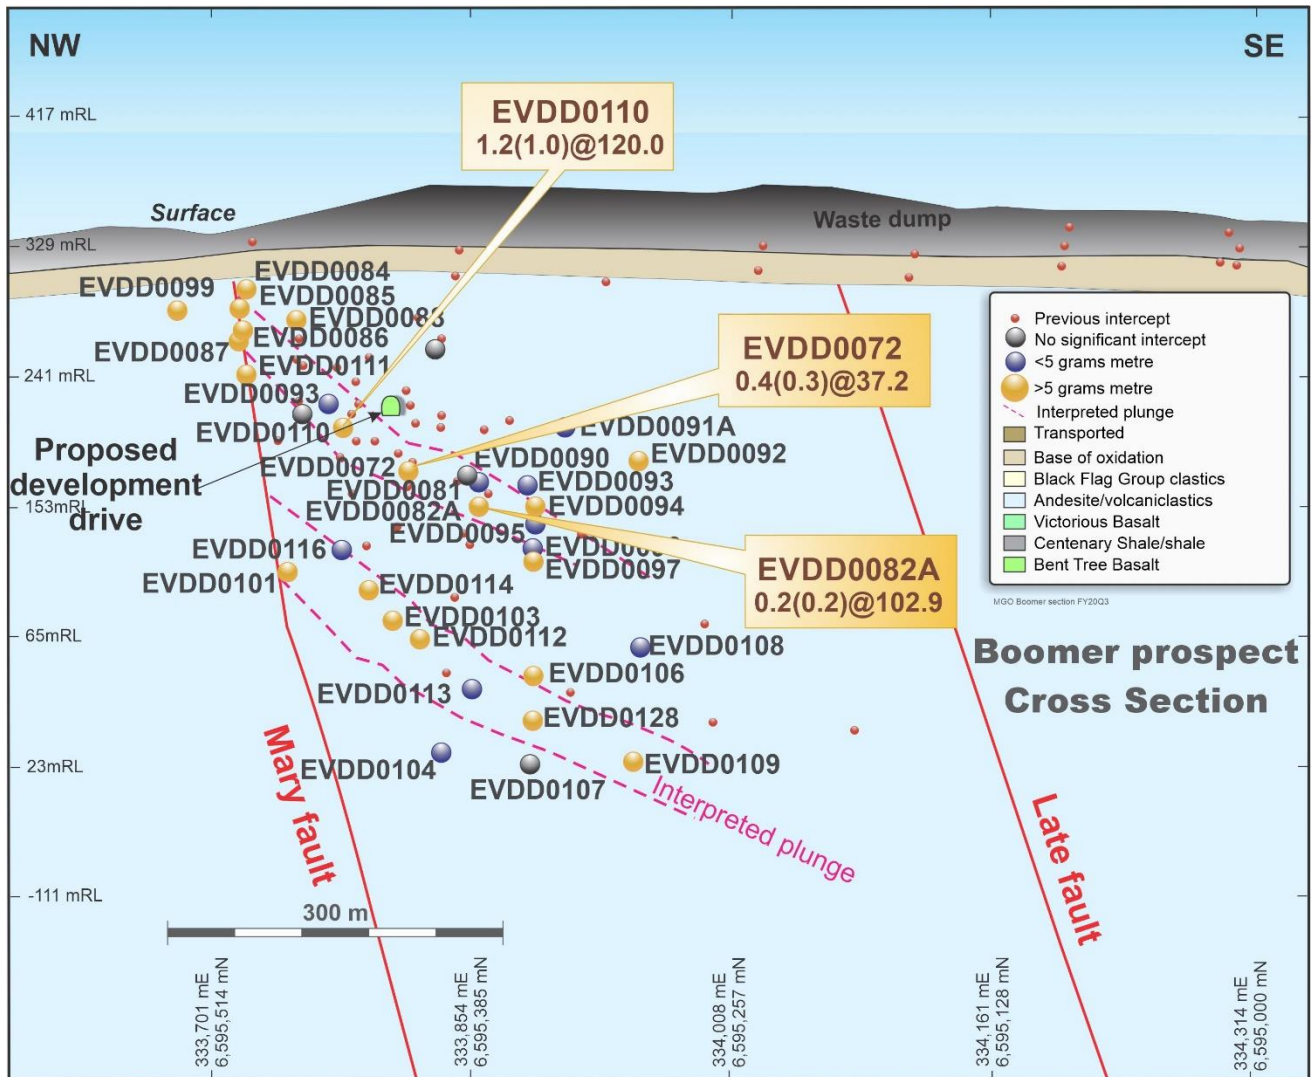 NW
SE
417 mRL
EVDD0110
1.2(1.0)@120.0
Surface
Waste dump
329 mRL
EVDD0084
EVDD0099
EVDD0085
EVDD0086
EVDD0087
EVDD0111
241 mRL
EVDD0093
EVDD0110
EVDD0072
0.4(0.3)@37.2
EVDD0091A
EVDD0090
EVDD0092
EVDD0072
EVDD0081
EVDD0093
EVDD0082A
EVDD0094
153mRL
Proposed
development
drive
EVDD0095
EVDD0097
EVDD0082A
0.2(0.2)@102.9
EVDD0116
EVDD0101
EVDD0114
EVDD0103
EVDD0112
65mRL
EVDD0108
EVDD0106
EVDD0113
EVDD0128
EVDD0104
EVDD0109
23mRL
EVDD0107
Previous intercept
No significant intercept
<5 grams metre
>5 grams metre
Interpreted plunge
Transported
Base of oxidation
Black Flag Group clastics
Andesite/volcaniclastics
Victorious Basalt
Centenary Shale/shale
Bent Tree Basalt
MGO Boomer section FY20Q3
Boomer prospect
Cross Section
Mary fault
Interpreted plunge
Late fault
-111 mRL
300 m
333,701 mE
6,595,514 mN
333,854 mE
6,595,385 mN
334,008 mE
6,595,257 mN
334,161 mE
6,595,128 mN
334,314 mE
6,595,000 mN